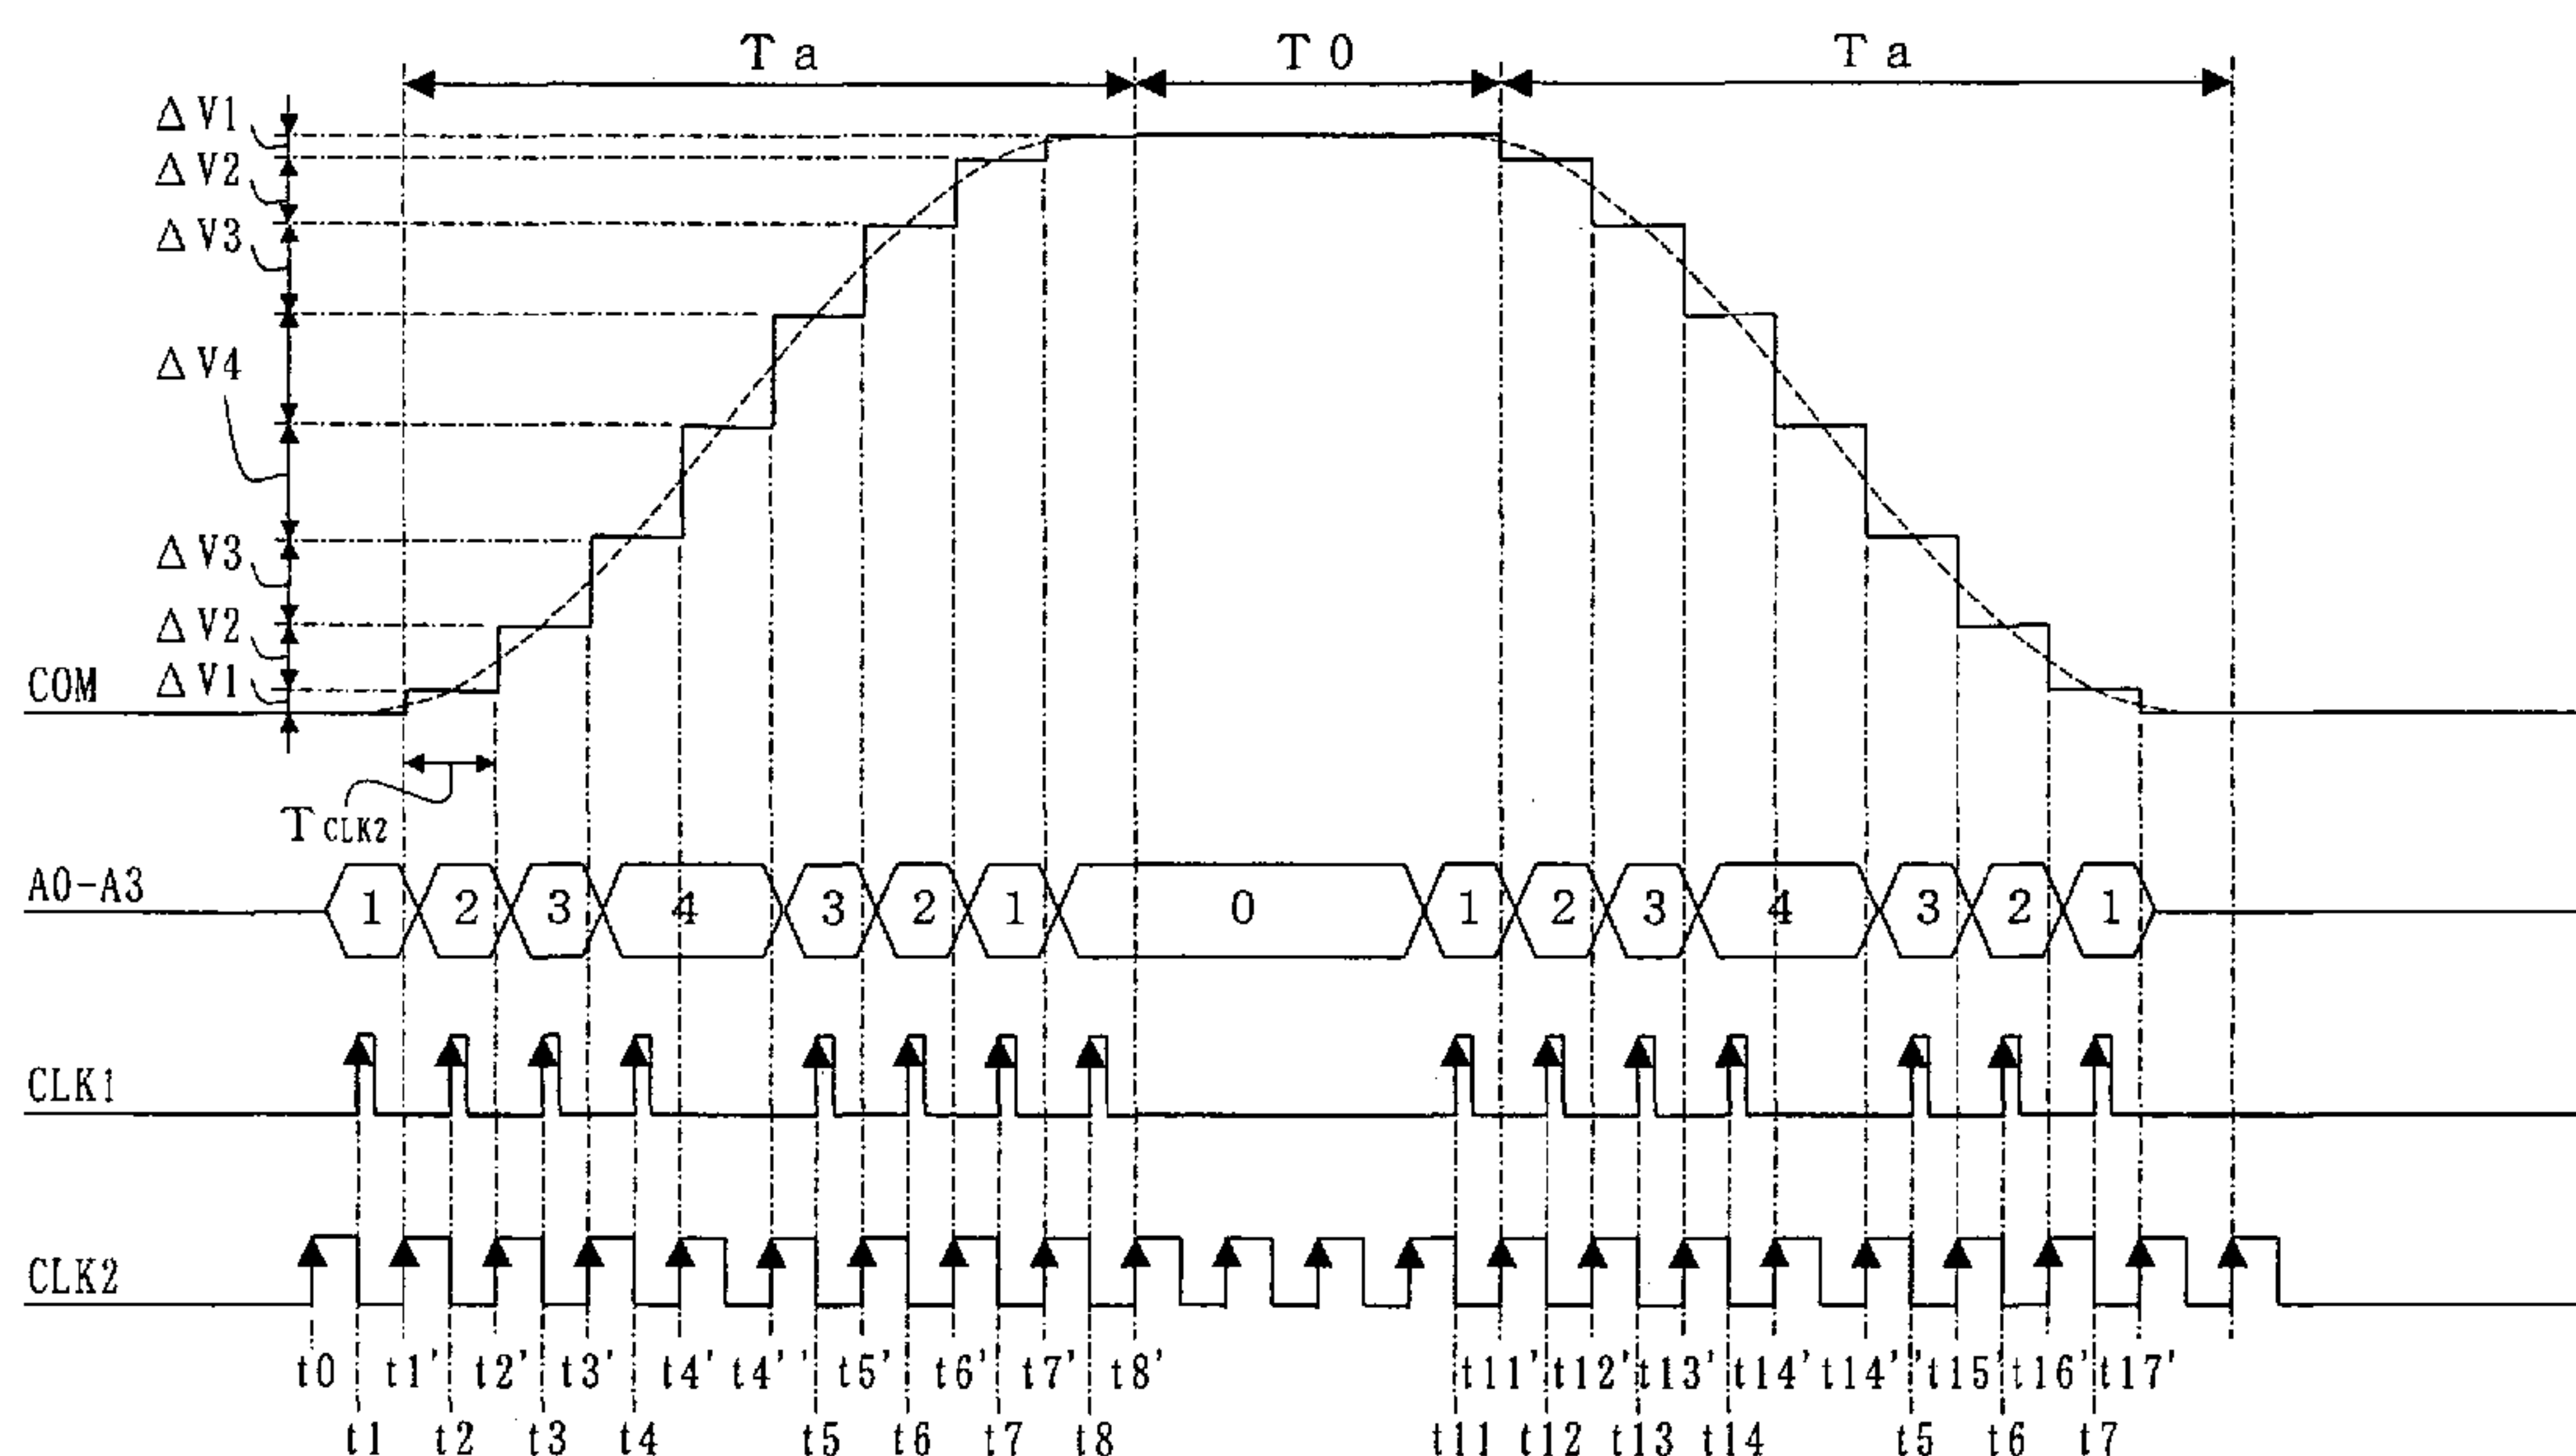 Ta T0 Ta
ΔV1
ΔV2
ΔV3
ΔV4
ΔV3
ΔV2
COM ΔV1
TCLK2
A0-A3 1 2 3 4 3 2 1 0 1 2 3 4 3 2 1
CLK1
CLK2
t0 t1' t2' t3' t4' t4'' t5' t6' t7' t8' t11' t12' t13' t14' t14'' t15' t16' t17'
t1 t2 t3 t4 t5 t6 t7 t8 t11 t12 t13 t14 t5 t6 t7